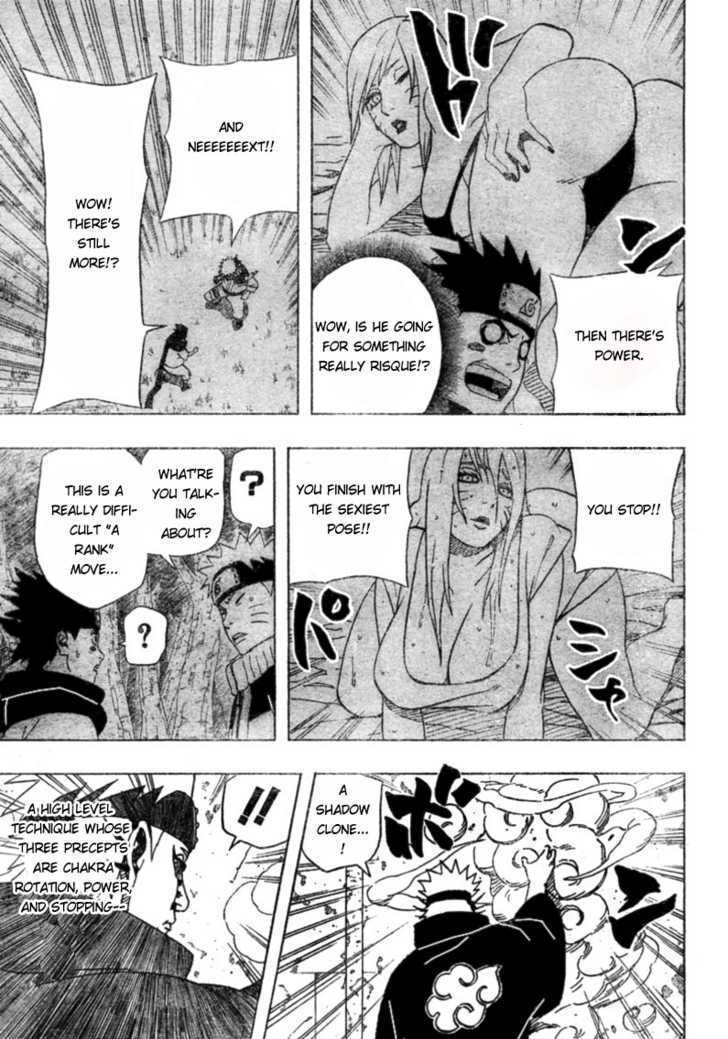 THEN THERE'S
POWER.
ドド
WOW, IS HE GOING
FOR SOMETHING
REALLY RISQUE!?
AND
NEEEEEEEXT!!
WOW!
THERE'S
STILL
MORE!?
YOU STOP!!
YOU FINISH WITH
THE SEXIEST
POSE!!
パシャ
?
WHAT'RE
YOU TALK-
ING
ABOUT?
THIS IS A
REALLY DIFFI-
CULT "A
RANK"
MOVE...
?
A
SHADOW
CLONE...
!
ボ
!!
A HIGH LEVEL
TECHNIQUE WHOSE
THREE PRECEPTS
ARE CHAKRA
ROTATION, POWER,
AND STOPPING--